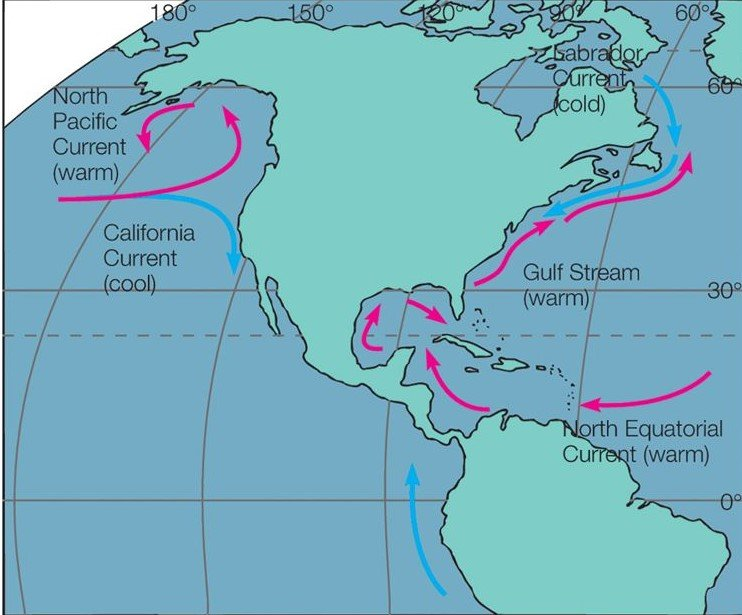 180° 150° 120° 90° 60°
Labrador
Current
(cold)
60°
North
Pacific
Current
(warm)
California
Current
(cool)
Gulf Stream
(warm)
30°
North Equatorial
Current (warm)
0°